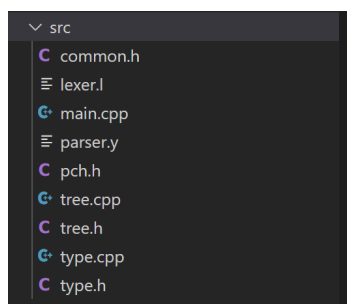 src
common.h
lexer.l
main.cpp
parser.y
pch.h
tree.cpp
tree.h
type.cpp
type.h